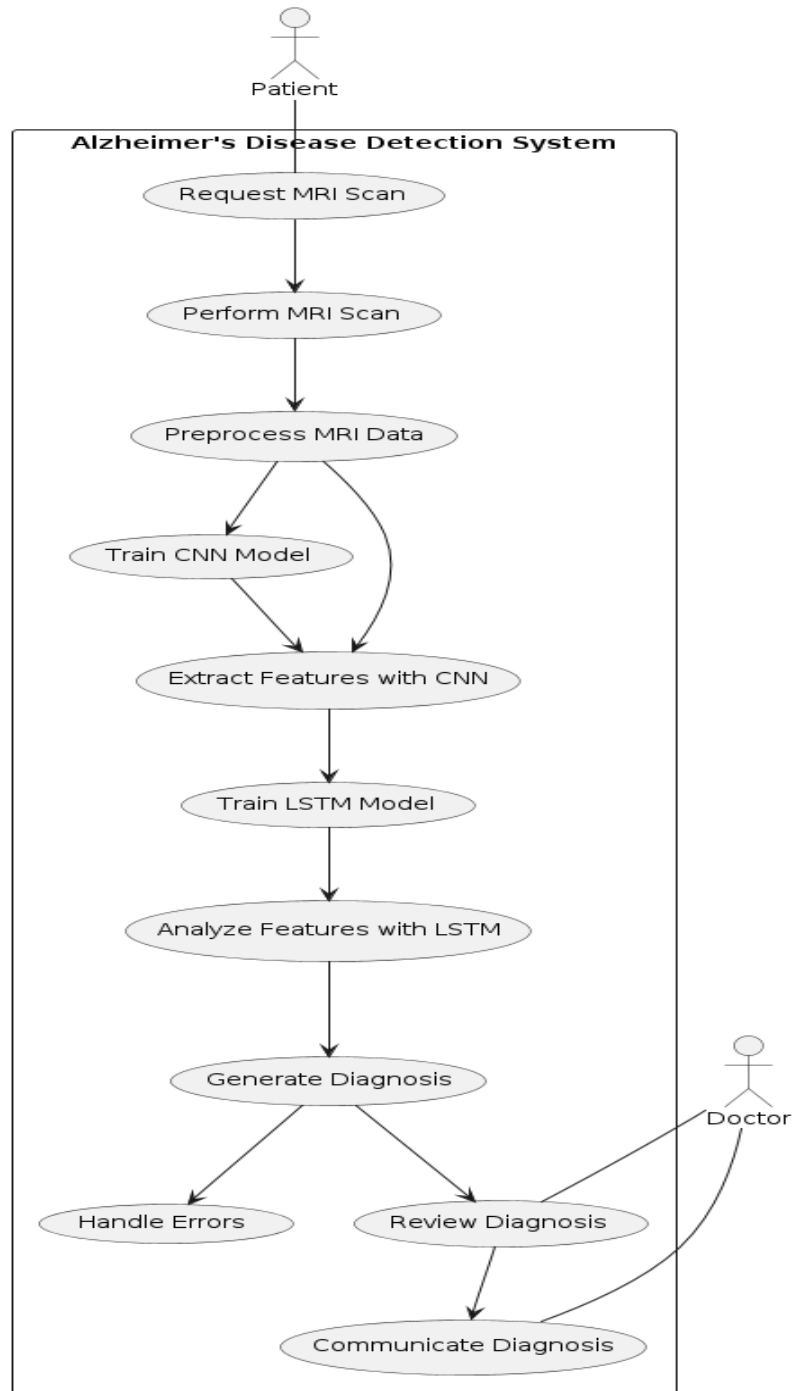 Patient
Alzheimer's Disease Detection System
Request MRI Scan
Perform MRI Scan
Preprocess MRI Data
Train CNN Model
Extract Features with CNN
Train LSTM Model
Analyze Features with LSTM
Generate Diagnosis
Doctor
Handle Errors
Review Diagnosis
Communicate Diagnosis